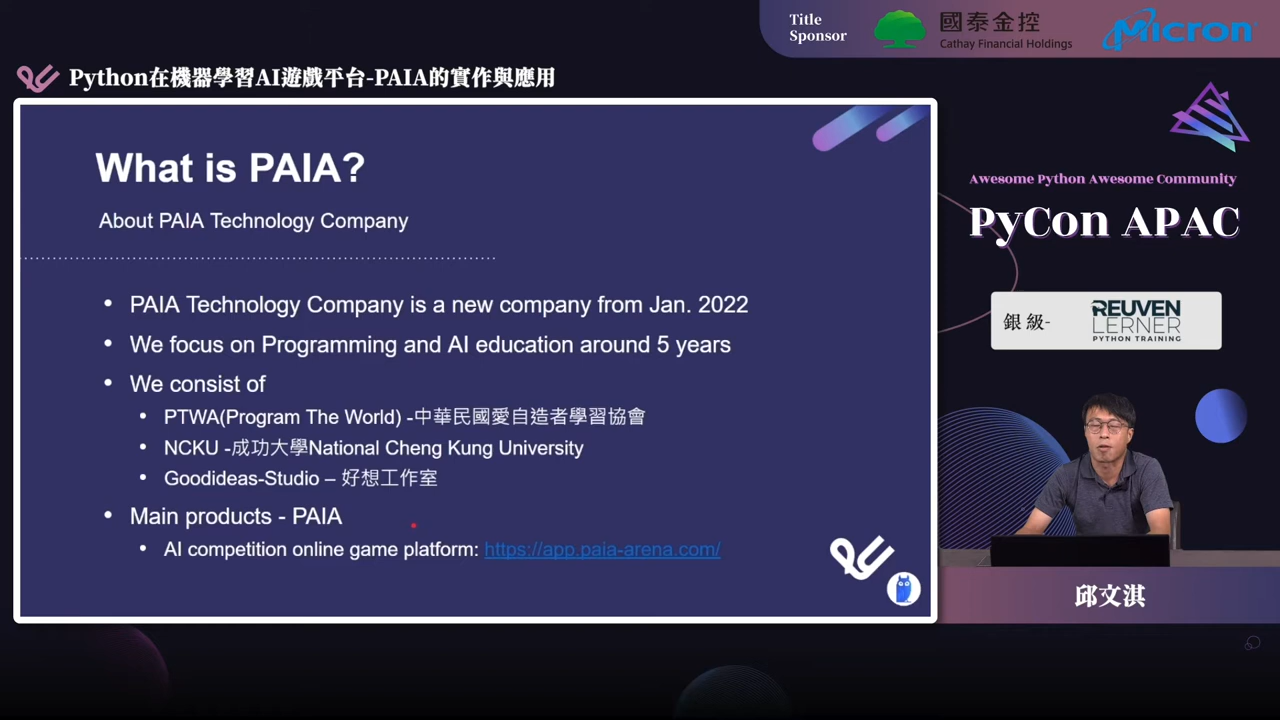 Title
Sponsor
國泰金控
Cathay Financial Holdings
Micron
Python在機器學習AI遊戲平台-PAIA的實作與應用
What is PAIA?
About PAIA Technology Company
• PAIA Technology Company is a new company from Jan. 2022
• We focus on Programming and AI education around 5 years
• We consist of
• PTWA(Program The World) -中華民國愛自造者學習協會
• NCKU -成功大學National Cheng Kung University
• Goodideas-Studio – 好想工作室
• Main products - PAIA
• AI competition online game platform: https://app.paia-arena.com/
Awesome Python Awesome Community
PyCon APAC
銀級-
REUVEN
LERNER
PYTHON TRAINING
邱文淇